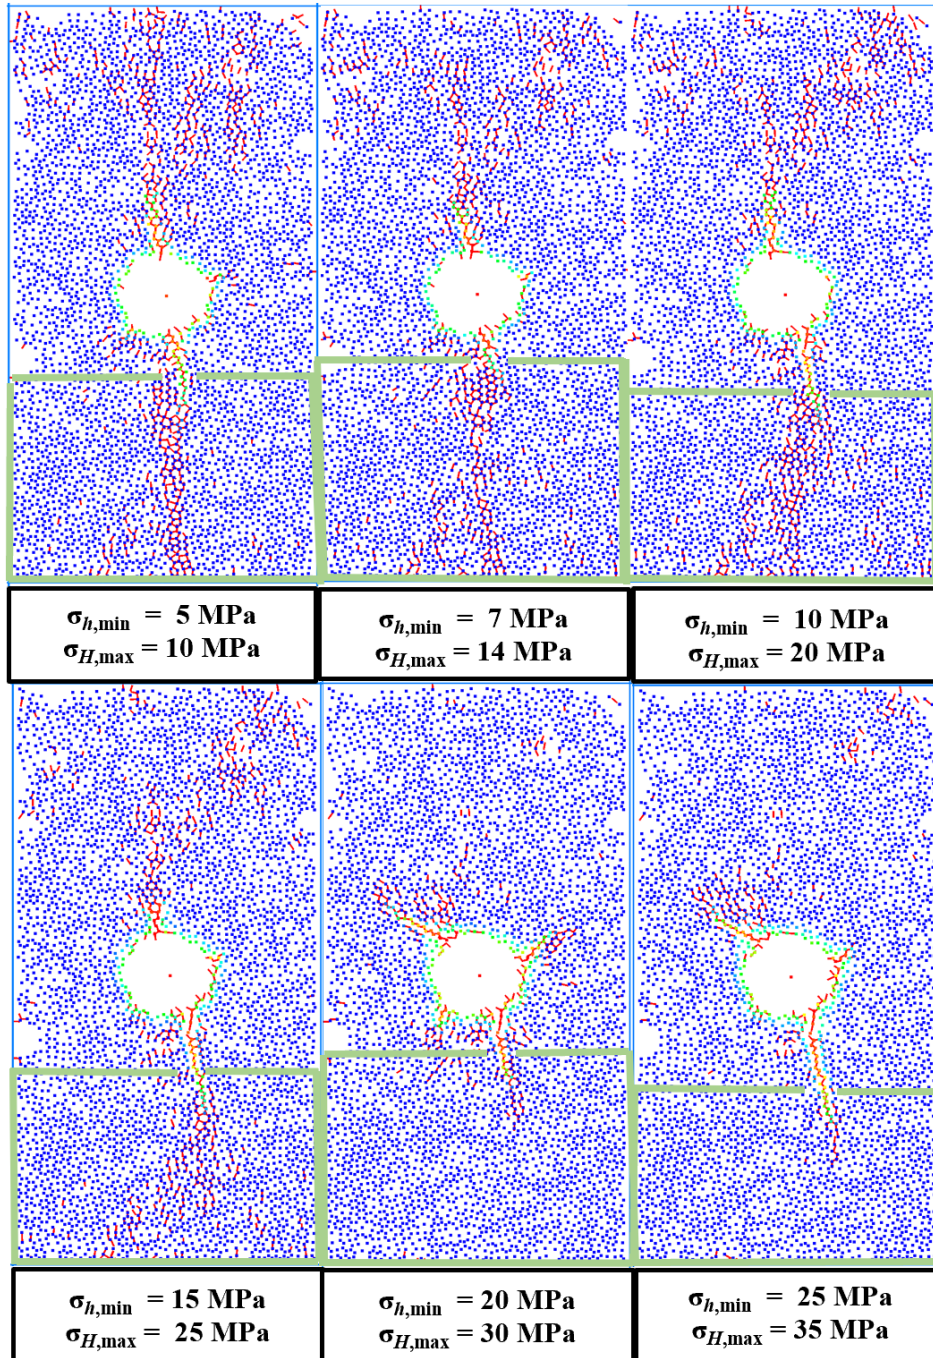 σh,min = 5 MPa
σH,max = 10 MPa
σh,min = 7 MPa
σH,max = 14 MPa
σh,min = 10 MPa
σH,max = 20 MPa
σh,min = 15 MPa
σH,max = 25 MPa
σh,min = 20 MPa
σH,max = 30 MPa
σh,min = 25 MPa
σH,max = 35 MPa